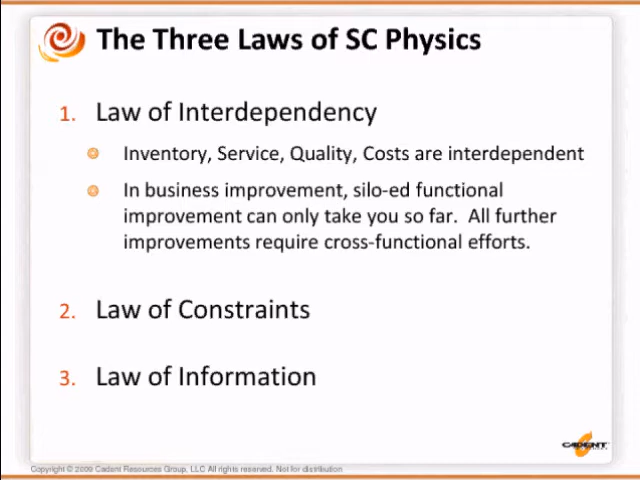 The Three Laws of SC Physics
1. Law of Interdependency
Inventory, Service, Quality, Costs are interdependent
In business improvement, silo-ed functional
improvement can only take you so far. All further
improvements require cross-functional efforts.
2. Law of Constraints
3. Law of Information
CADENT
Copyright © 2009 Cadent Resources Group, LLC All rights reserved. Not for distribution